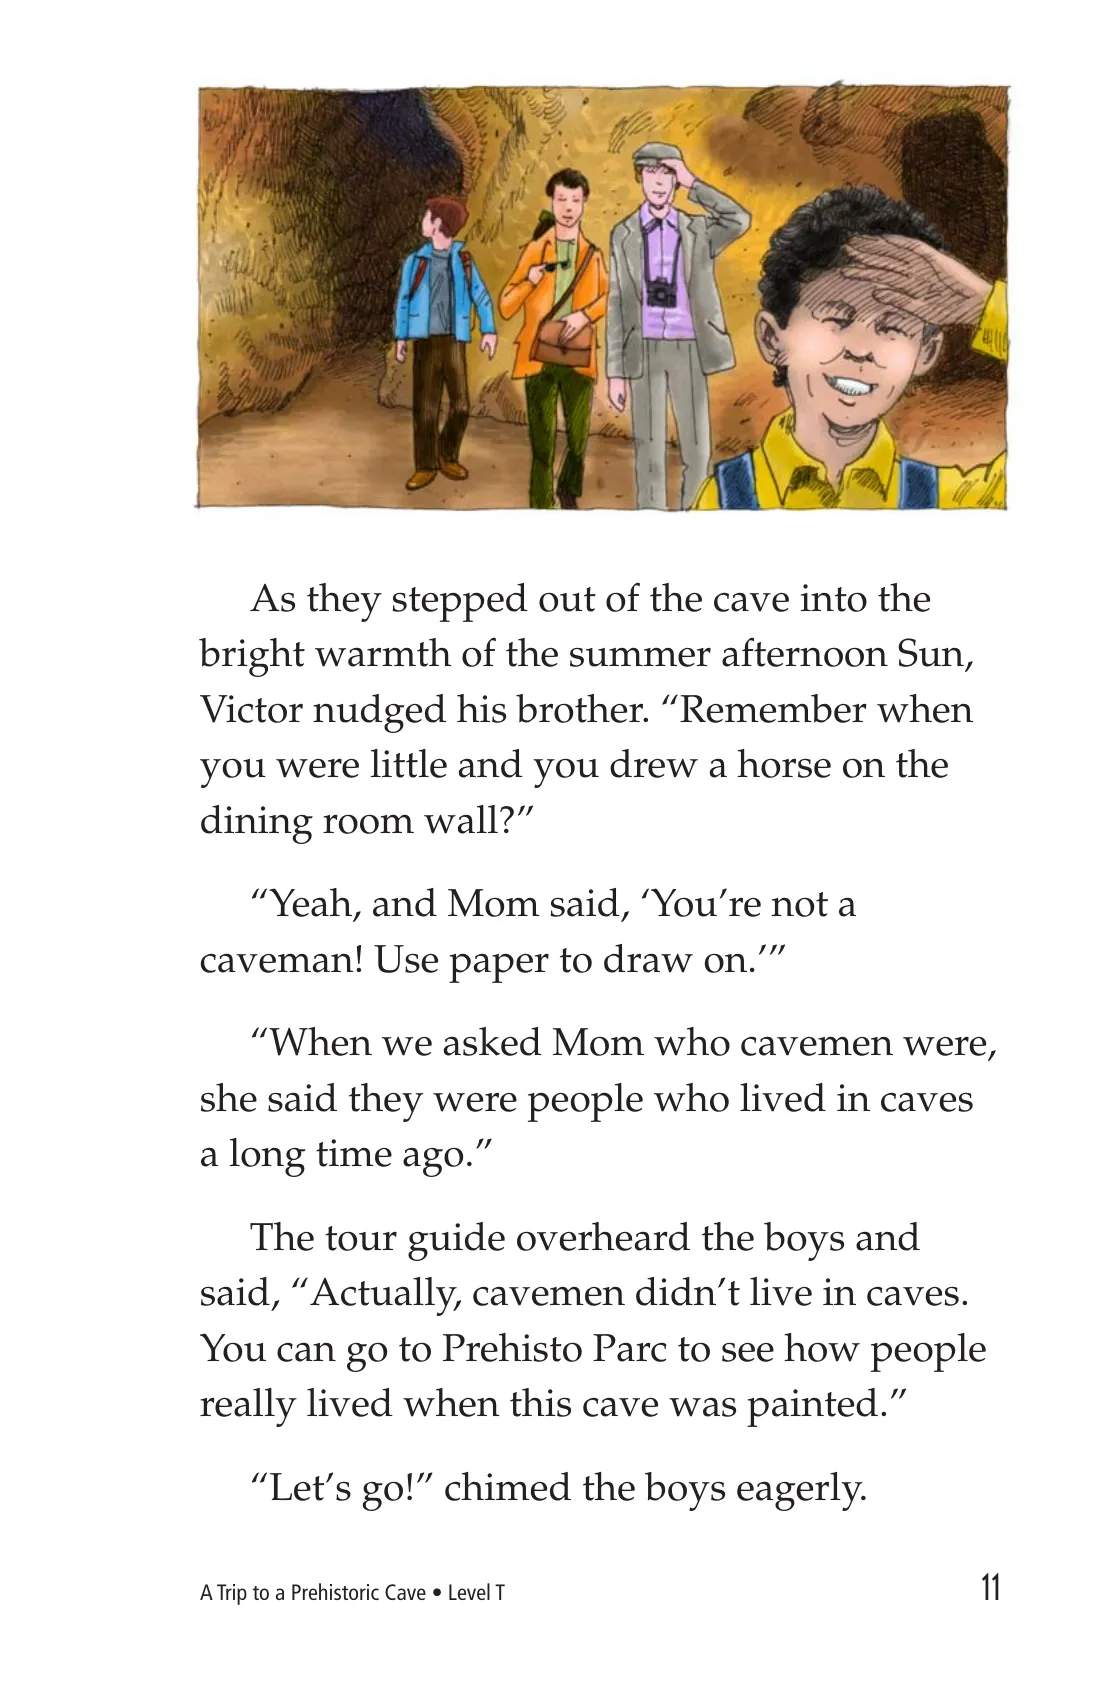 As they stepped out of the cave into the
bright warmth of the summer afternoon Sun,
Victor nudged his brother. “Remember when
you were little and you drew a horse on the
dining room wall?”
“Yeah, and Mom said, ‘You’re not a
caveman! Use paper to draw on.’”
“When we asked Mom who cavemen were,
she said they were people who lived in caves
a long time ago.”
The tour guide overheard the boys and
said, “Actually, cavemen didn’t live in caves.
You can go to Prehisto Parc to see how people
really lived when this cave was painted.”
“Let’s go!” chimed the boys eagerly.
A Trip to a Prehistoric Cave • Level T 11